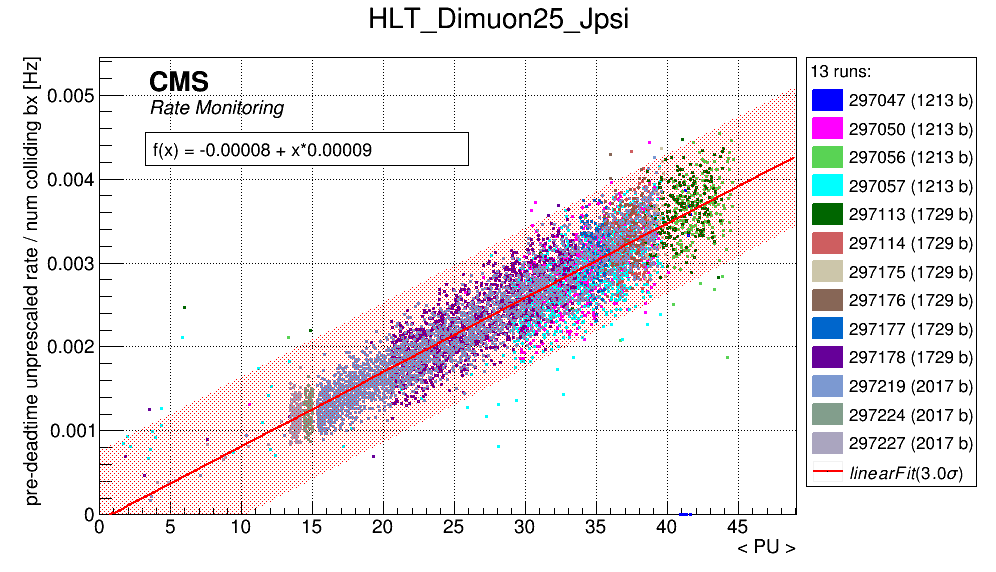 HLT_Dimuon25_Jpsi
pre-deadtime unprescaled rate / num colliding bx [Hz]
CMS
Rate Monitoring
f(x) = -0.00008 + x*0.00009
0.005
0.004
0.003
0.002
0.001
0
0 5 10 15 20 25 30 35 40 45
< PU >
13 runs:
297047 (1213 b)
297050 (1213 b)
297056 (1213 b)
297057 (1213 b)
297113 (1729 b)
297114 (1729 b)
297175 (1729 b)
297176 (1729 b)
297177 (1729 b)
297178 (1729 b)
297219 (2017 b)
297224 (2017 b)
297227 (2017 b)
linearFit(3.0σ)